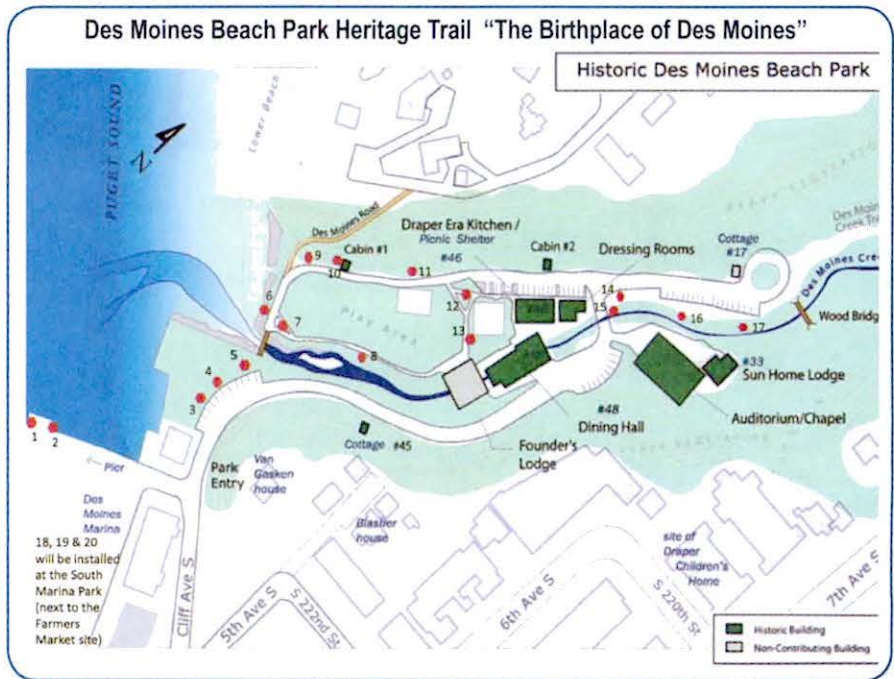 Des Moines Beach Park Heritage Trail "The Birthplace of Des Moines"
Historic Des Moines Beach Park
PUGET SOUND
N
Lower Beach
Des Moines Road
Draper Era Kitchen /
Picnic Shelter
#46
Cabin #1
Cabin #2
Dressing Rooms
Cottage
#17
Des Moin
Creek Tra
Des Moines Cree
Wood Bridg
Play Area
1
2
3
4
5
6
7
8
9
10
11
12
13
14
15
16
17
#33
Sun Home Lodge
Auditorium/Chapel
#48
Dining Hall
Founder's
Lodge
Cottage #45
Park
Entry
Van
Gasken
house
Pier
Des
Moines
Marina
Blasher
house
site of
Draper
Children's
Home
18, 19 & 20
will be installed
at the South
Marina Park
(next to the
Farmers
Market site)
Cliff Ave S
5th Ave S
S 222nd St
6th Ave S
S 220th St
7th Ave S
Historic Building
Non-Contributing Building